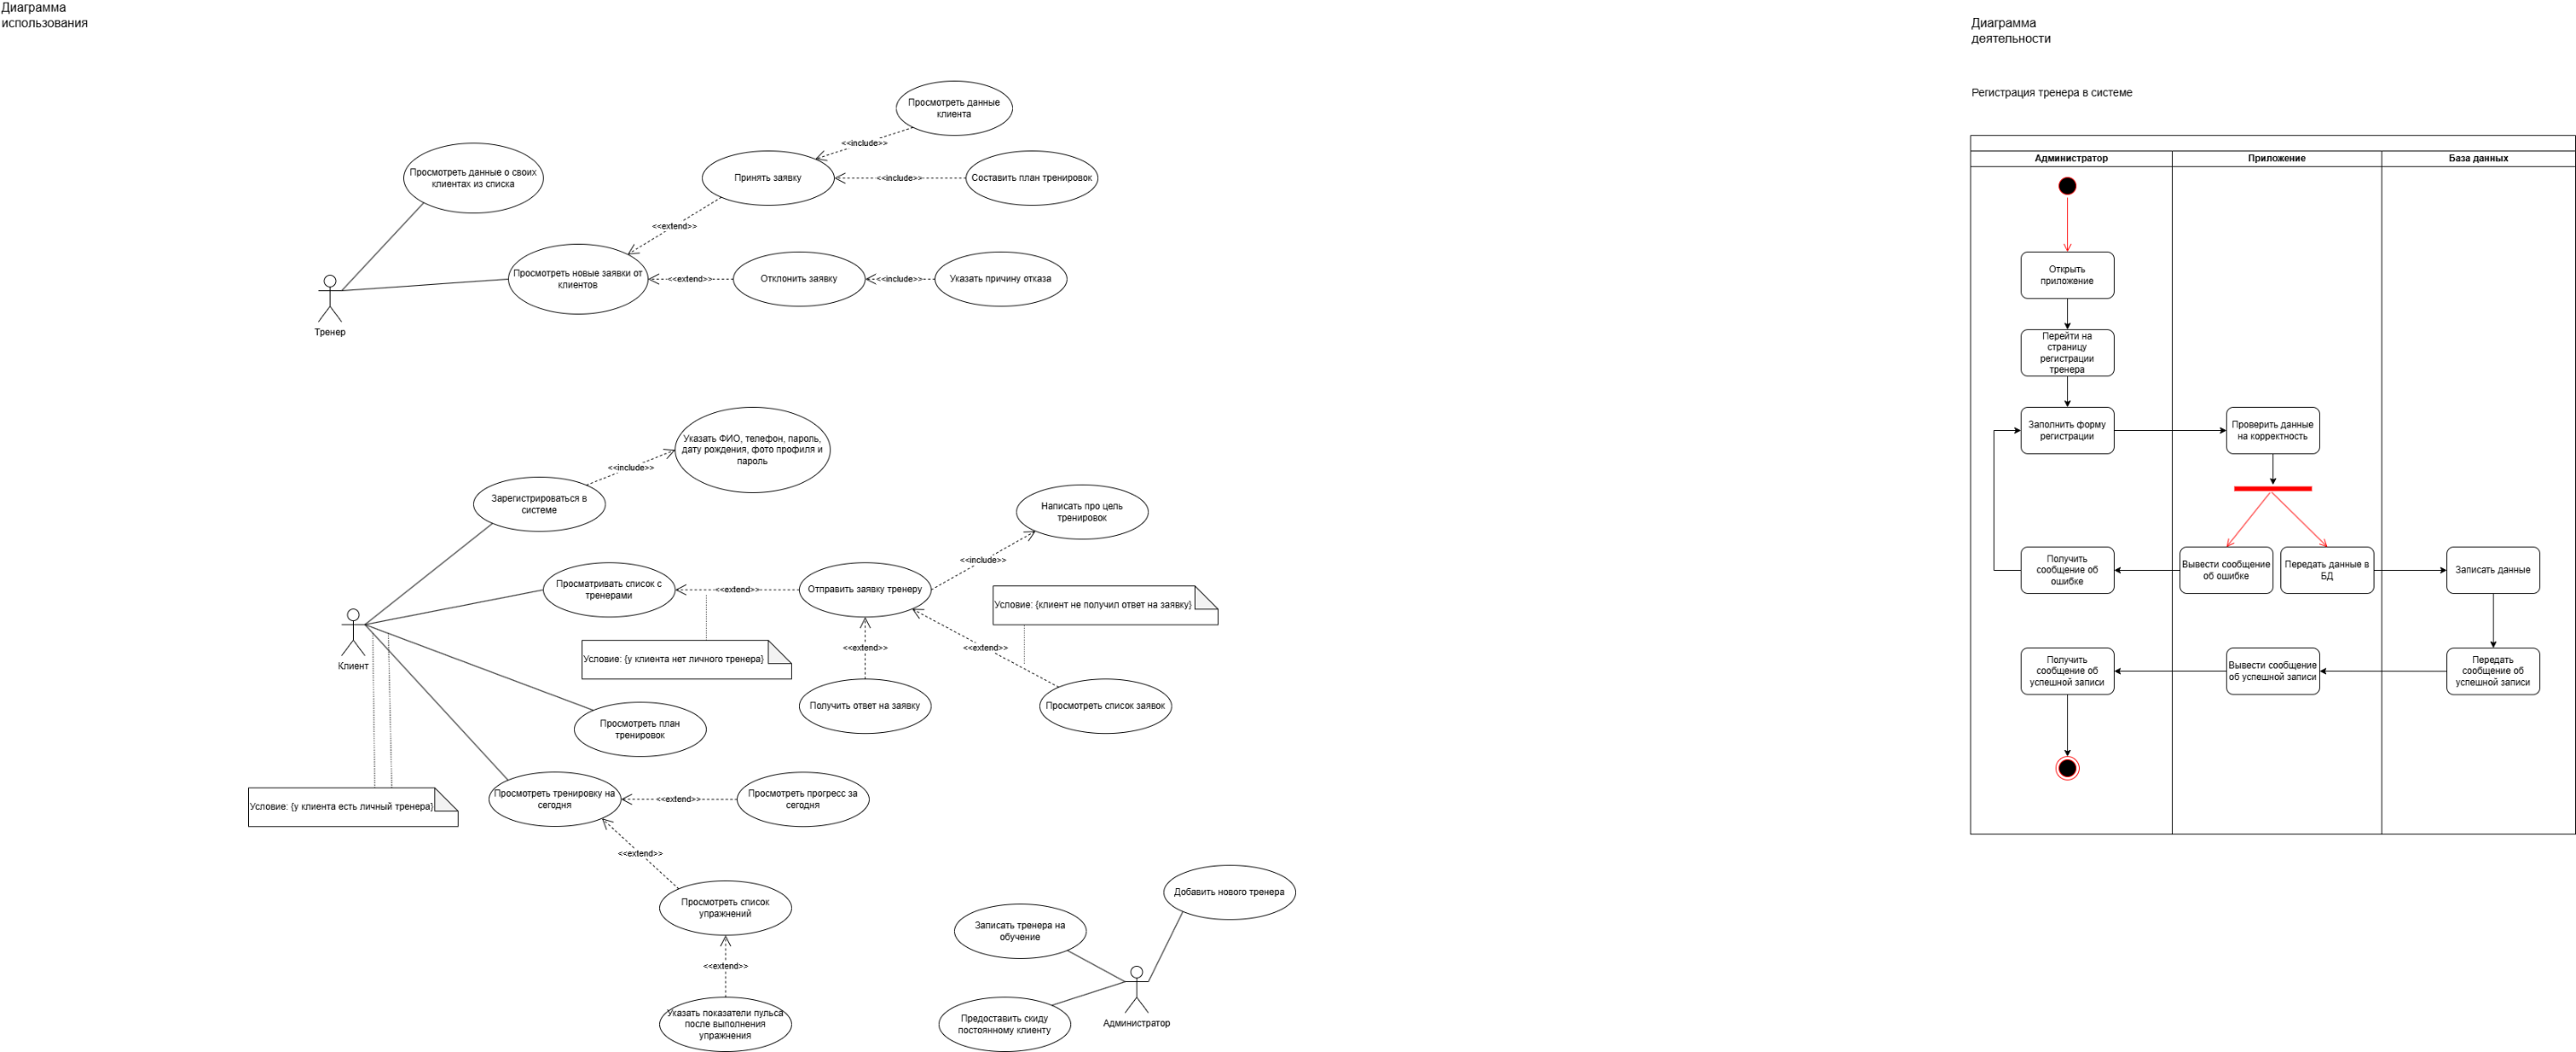 Диаграмма
использования
Просмотреть данные
клиента
<<include>>
Просмотреть данные о своих
клиентах из списка
Принять заявку
<<include>>
Составить план тренировок
<<extend>>
Просмотреть новые заявки от
клиентов
<<extend>>
Отклонить заявку
<<include>>
Указать причину отказа
Тренер
Указать ФИО, телефон, пароль,
дату рождения, фото профиля и
пароль
<<include>>
Зарегистрироваться в
системе
Написать про цель
тренировок
<<include>>
Просматривать список с
тренерами
<<extend>>
Отправить заявку тренеру
Условие: {клиент не получил ответ на заявку}
Условие: {у клиента нет личного тренера}
<<extend>>
<<extend>>
Клиент
Получить ответ на заявку
Просмотреть список заявок
Просмотреть план
тренировок
Условие: {у клиента есть личный тренера}
Просмотреть тренировку на
сегодня
<<extend>>
Просмотреть прогресс за
сегодня
<<extend>>
Просмотреть список
упражнений
<<extend>>
Указать показатели пульса
после выполнения
упражнения
Добавить нового тренера
Записать тренера на
обучение
Предоставить скиду
постоянному клиенту
Администратор
Диаграмма
деятельности
Регистрация тренера в системе
Администратор
Приложение
База данных
Открыть
приложение
Перейти на
страницу
регистрации
тренера
Заполнить форму
регистрации
Проверить данные
на корректность
Получить
сообщение об
ошибке
Вывести сообщение
об ошибке
Передать данные в
БД
Записать данные
Получить
сообщение об
успешной записи
Вывести сообщение
об успешной записи
Передать
сообщение об
успешной записи